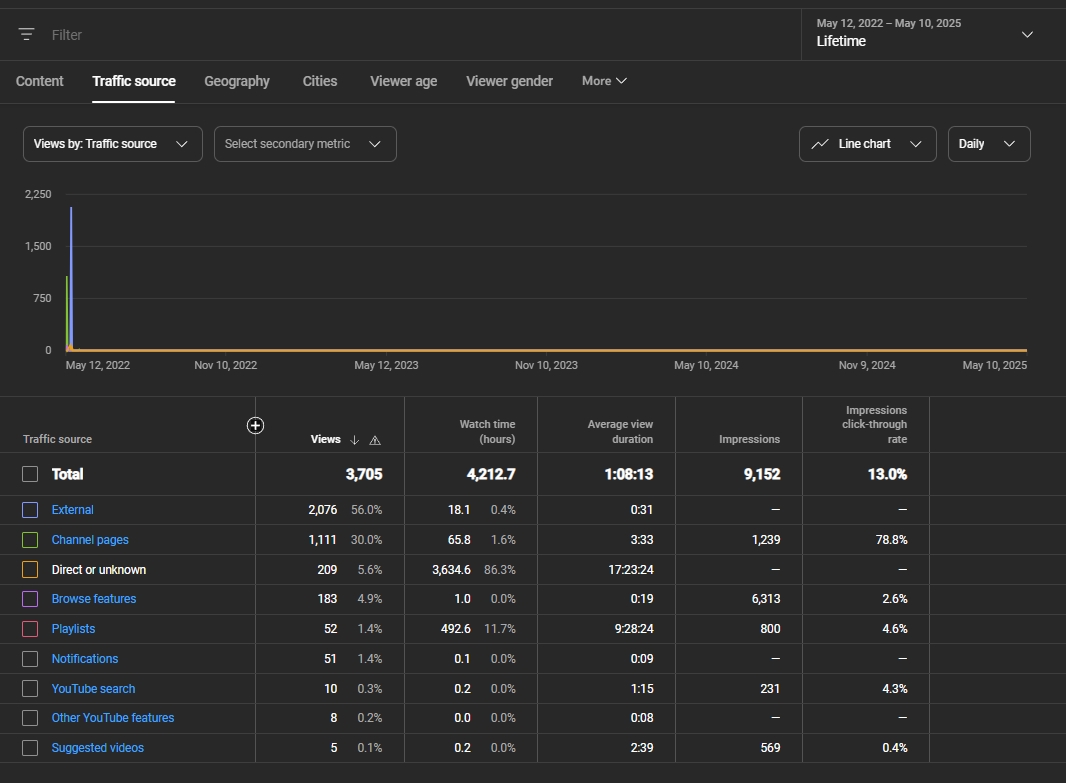 Filter
May 12, 2022 – May 10, 2025
Lifetime
Content Traffic source Geography Cities Viewer age Viewer gender More
Views by: Traffic source Select secondary metric Line chart Daily
2,250
1,500
750
0
May 12, 2022 Nov 10, 2022 May 12, 2023 Nov 10, 2023 May 10, 2024 Nov 9, 2024 May 10, 2025
Traffic source Views Watch time (hours) Average view duration Impressions Impressions click-through rate
Total 3,705 4,212.7 1:08:13 9,152 13.0%
External 2,076 56.0% 18.1 0.4% 0:31 — —
Channel pages 1,111 30.0% 65.8 1.6% 3:33 1,239 78.8%
Direct or unknown 209 5.6% 3,634.6 86.3% 17:23:24 — —
Browse features 183 4.9% 1.0 0.0% 0:19 6,313 2.6%
Playlists 52 1.4% 492.6 11.7% 9:28:24 800 4.6%
Notifications 51 1.4% 0.1 0.0% 0:09 — —
YouTube search 10 0.3% 0.2 0.0% 1:15 231 4.3%
Other YouTube features 8 0.2% 0.0 0.0% 0:08 — —
Suggested videos 5 0.1% 0.2 0.0% 2:39 569 0.4%